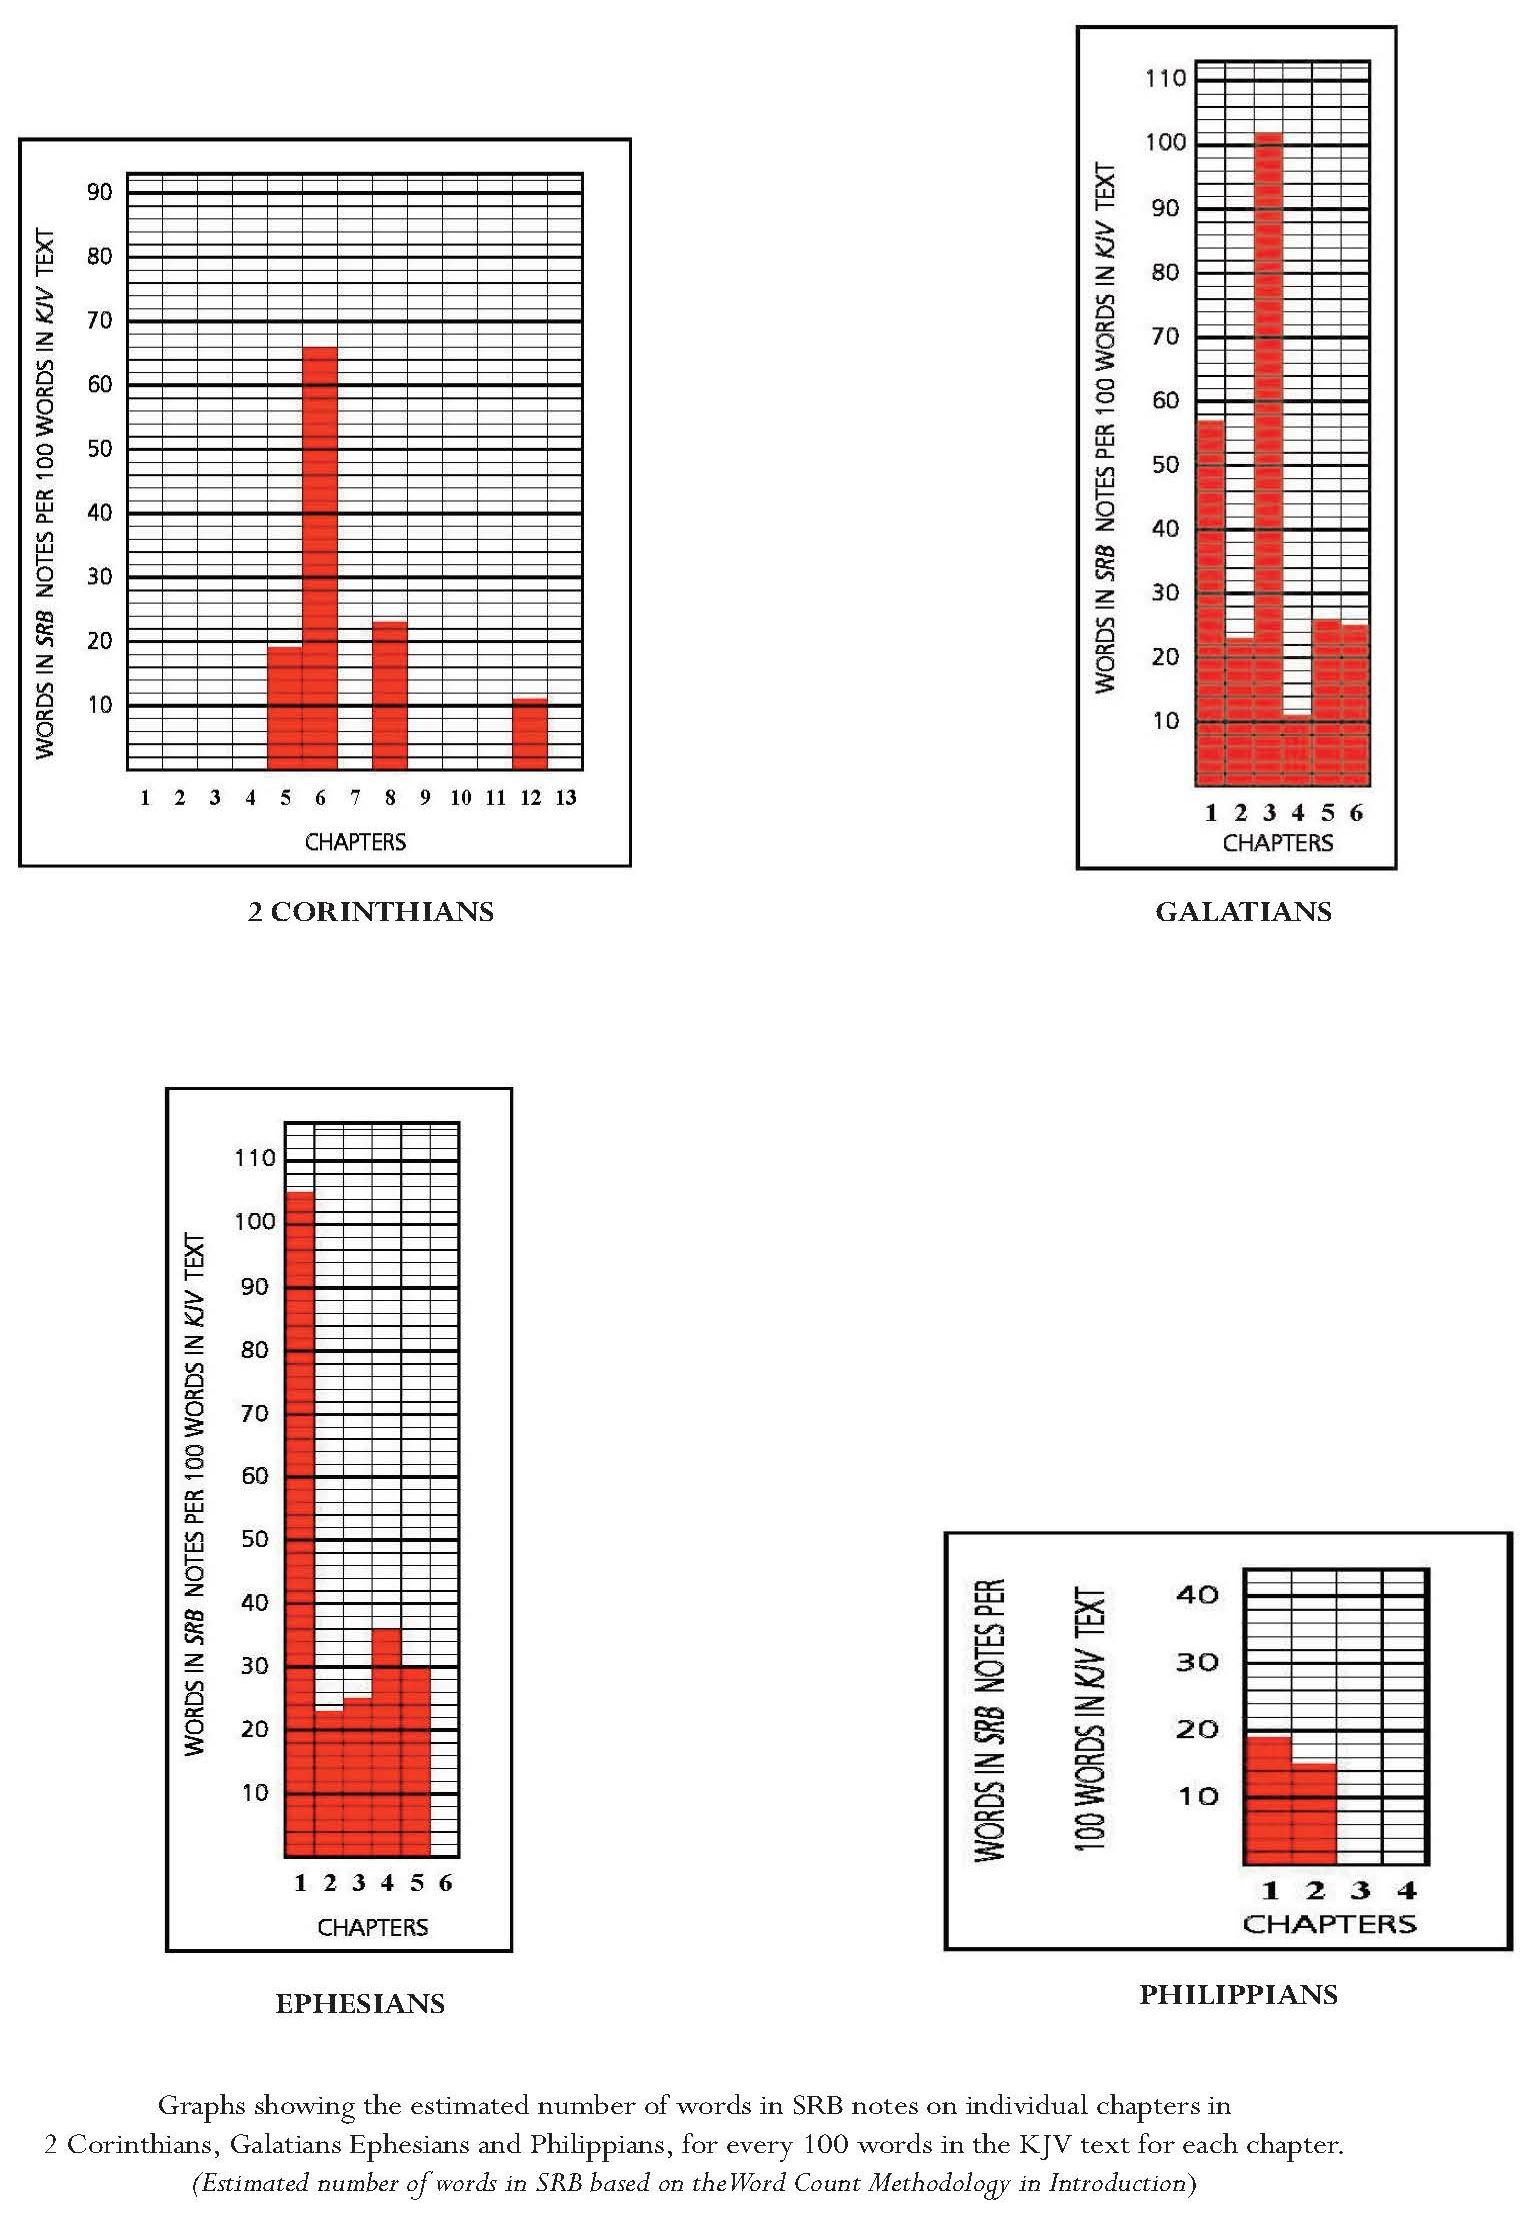 WORDS IN SRB NOTES PER 100 WORDS IN KJV TEXT
90
80
70
60
50
40
30
20
10
1 2 3 4 5 6 7 8 9 10 11 12 13
CHAPTERS
2 CORINTHIANS
WORDS IN SRB NOTES PER 100 WORDS IN KJV TEXT
110
100
90
80
70
60
50
40
30
20
10
1 2 3 4 5 6
CHAPTERS
GALATIANS
WORDS IN SRB NOTES PER 100 WORDS IN KJV TEXT
110
100
90
80
70
60
50
40
30
20
10
1 2 3 4 5 6
CHAPTERS
EPHESIANS
WORDS IN SRB NOTES PER
100 WORDS IN KJV TEXT
40
30
20
10
1 2 3 4
CHAPTERS
PHILIPPIANS
Graphs showing the estimated number of words in SRB notes on individual chapters in
2 Corinthians, Galatians Ephesians and Philippians, for every 100 words in the KJV text for each chapter.
(Estimated number of words in SRB based on theWord Count Methodology in Introduction)